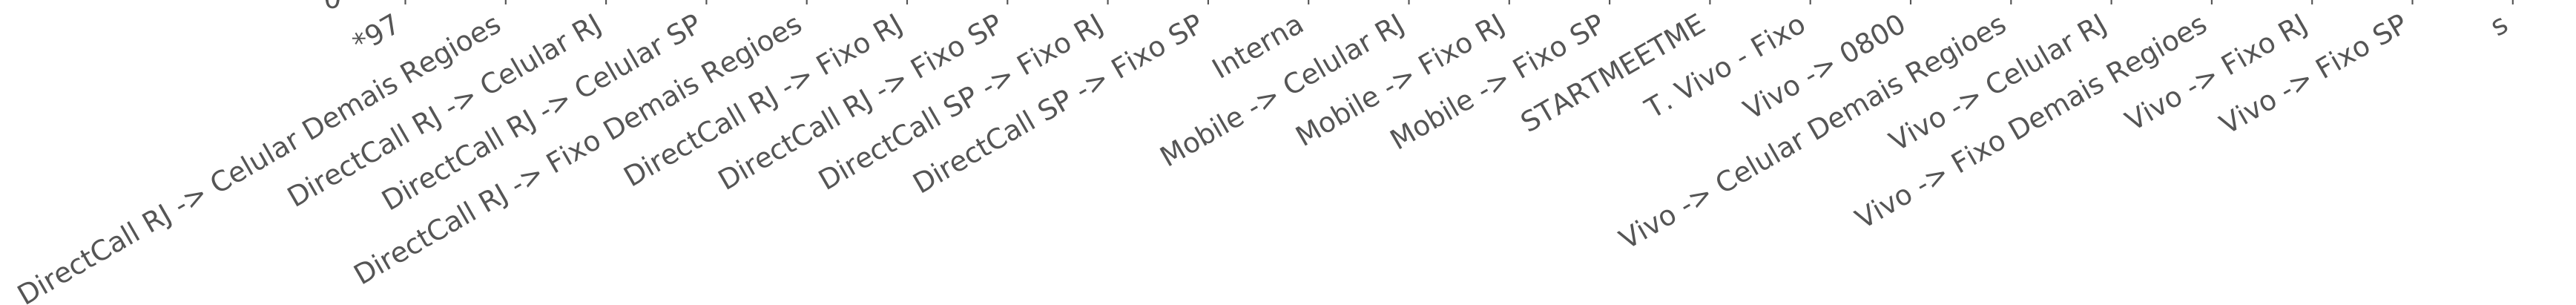 *97
DirectCall RJ -> Celular Demais Regioes
DirectCall RJ -> Celular RJ
DirectCall RJ -> Celular SP
DirectCall RJ -> Fixo Demais Regioes
DirectCall RJ -> Fixo RJ
DirectCall RJ -> Fixo SP
DirectCall SP -> Fixo RJ
DirectCall SP -> Fixo SP
Interna
Mobile -> Celular RJ
Mobile -> Fixo RJ
Mobile -> Fixo SP
STARTMEETME
T. Vivo - Fixo
Vivo -> 0800
Vivo -> Celular Demais Regioes
Vivo -> Celular RJ
Vivo -> Fixo Demais Regioes
Vivo -> Fixo RJ
Vivo -> Fixo SP
s